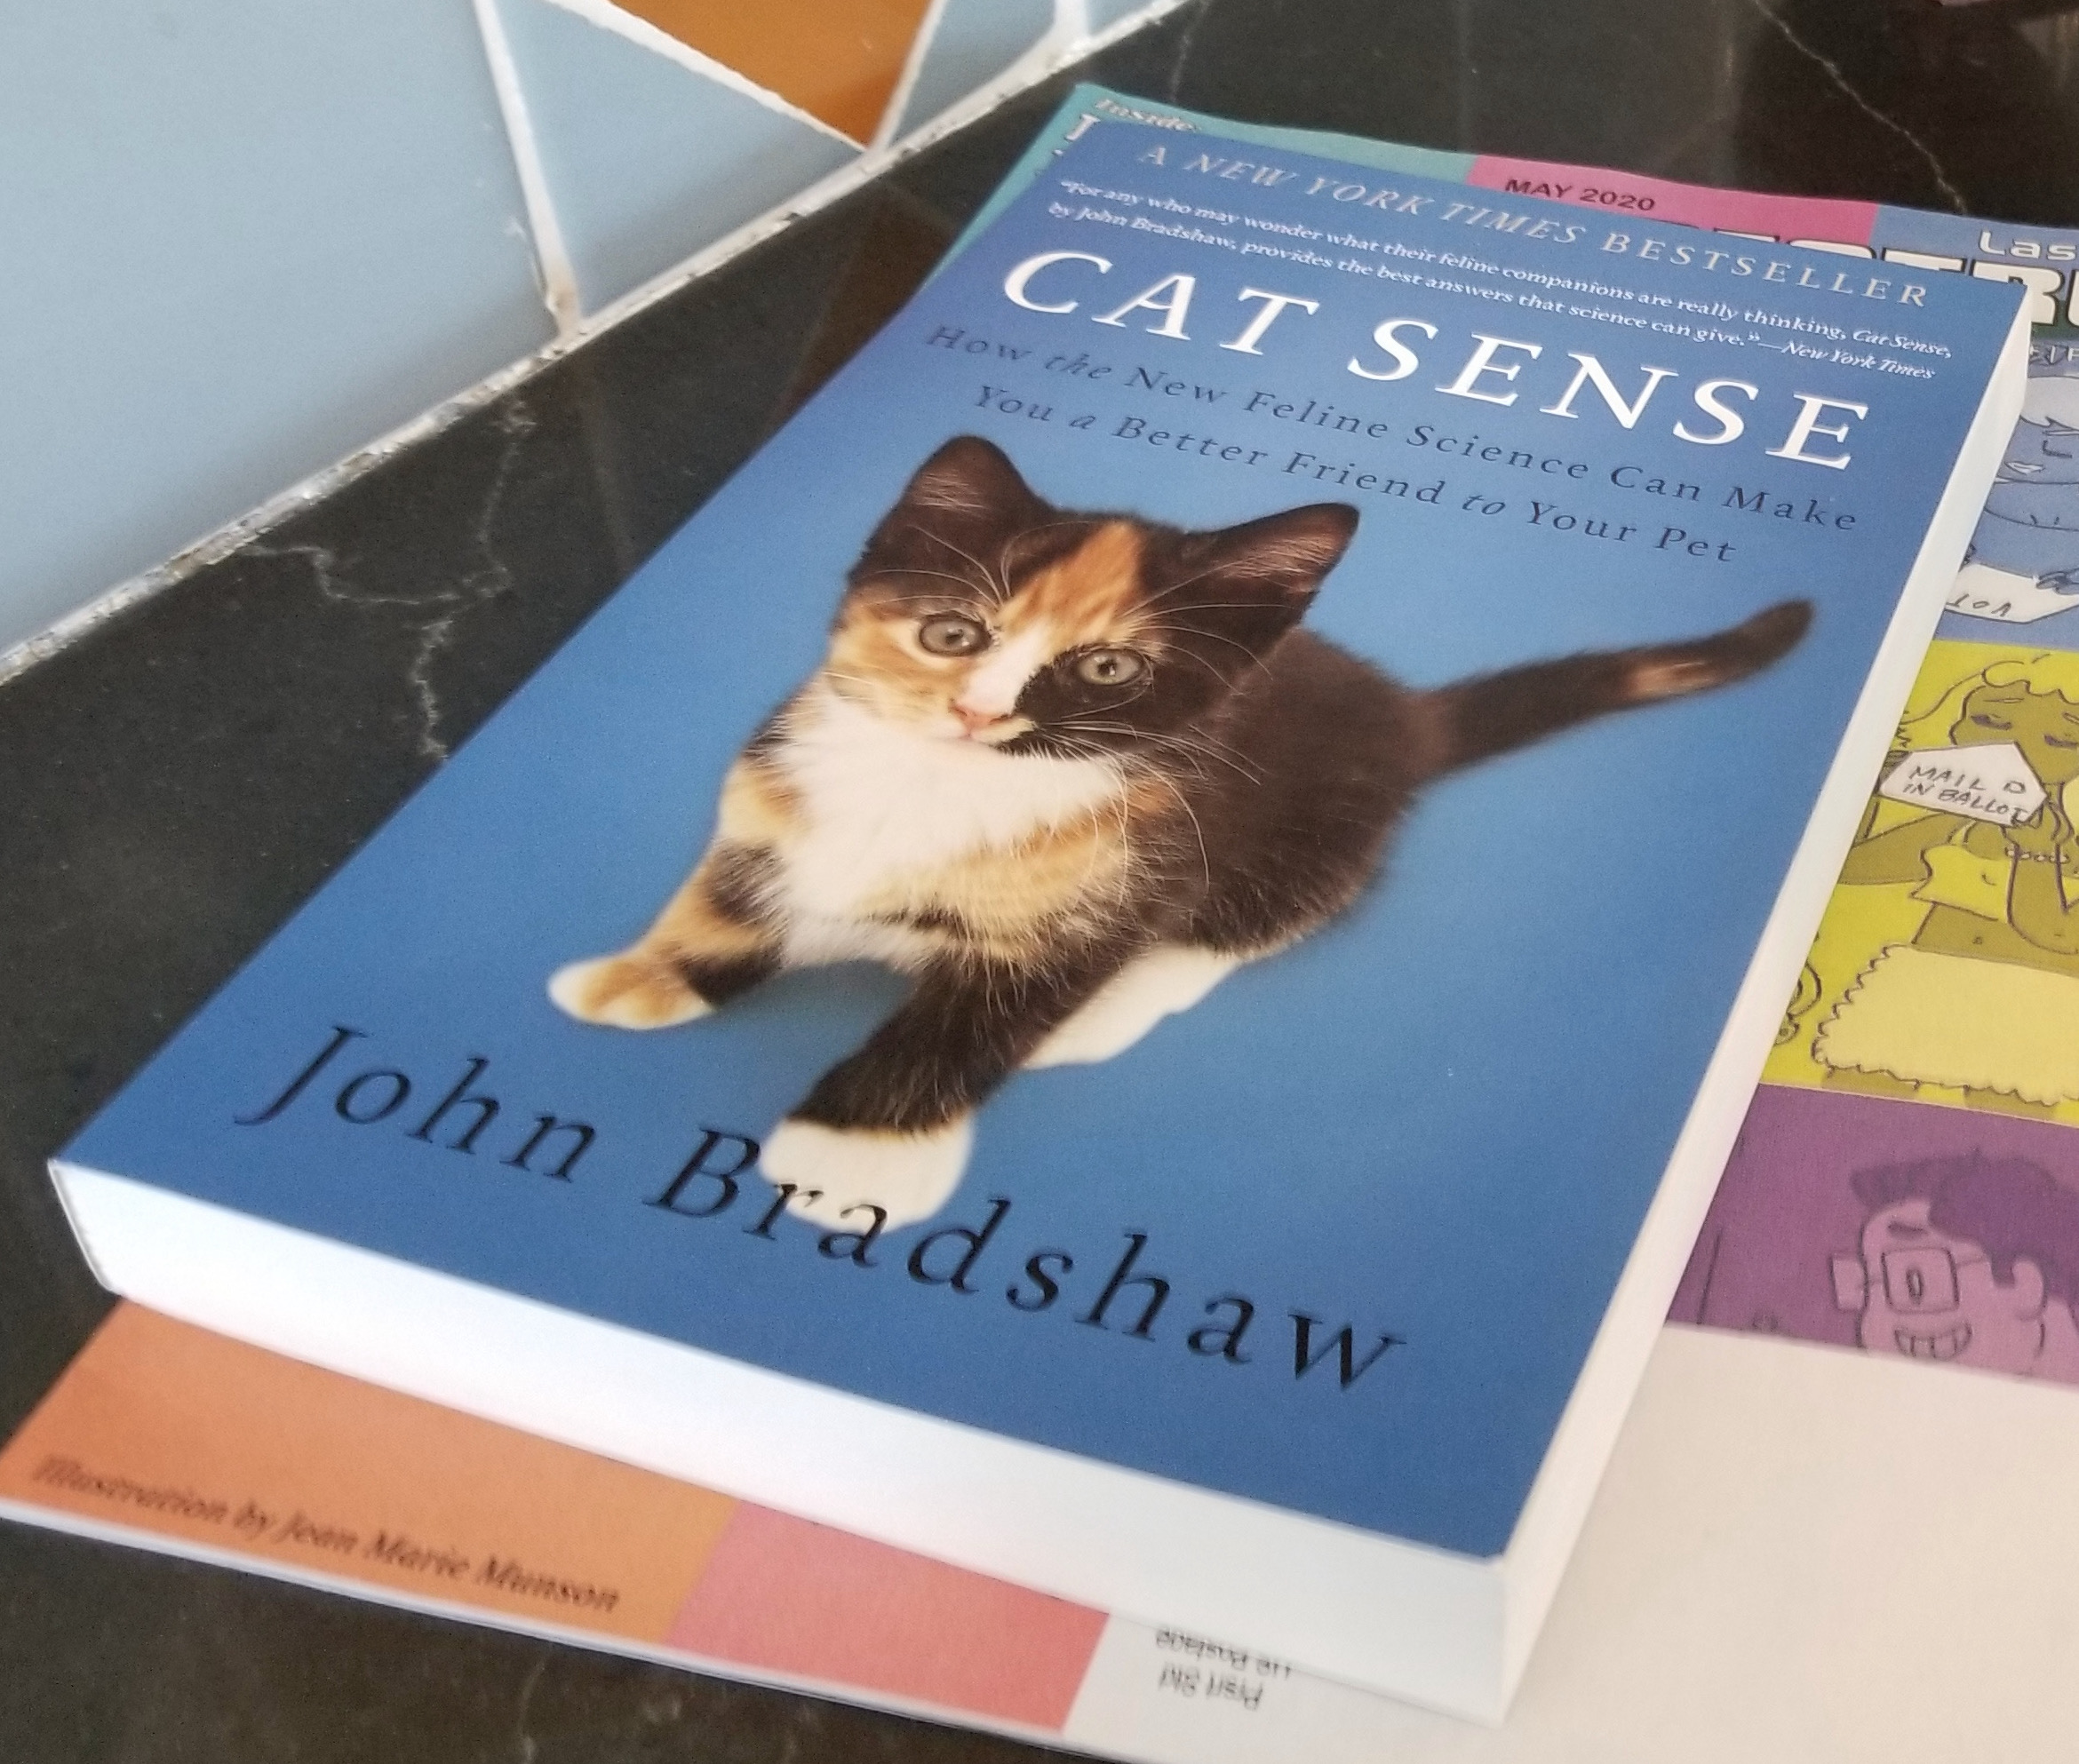 Inside
MAY 2020
Las
A NEW YORK TIMES BESTSELLER
“For any who may wonder what their feline companions are really thinking, Cat Sense,
by John Bradshaw, provides the best answers that science can give.”—New York Times
CAT SENSE
How the New Feline Science Can Make
You a Better Friend to Your Pet
John Bradshaw
MAIL D
IN BALLOT
Illustration by Jean Marie Munson